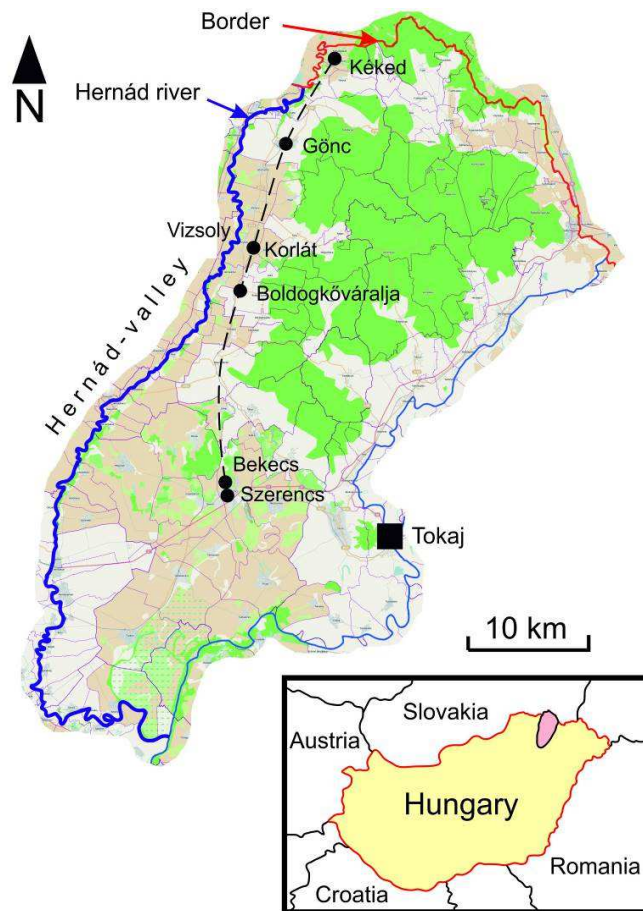 Border
Kéked
N
Hernád river
Gönc
Vizsoly
Korlát
Boldogkőváralja
Hernád-valley
Bekecs
Szerencs
Tokaj
10 km
Slovakia
Austria
Hungary
Romania
Croatia